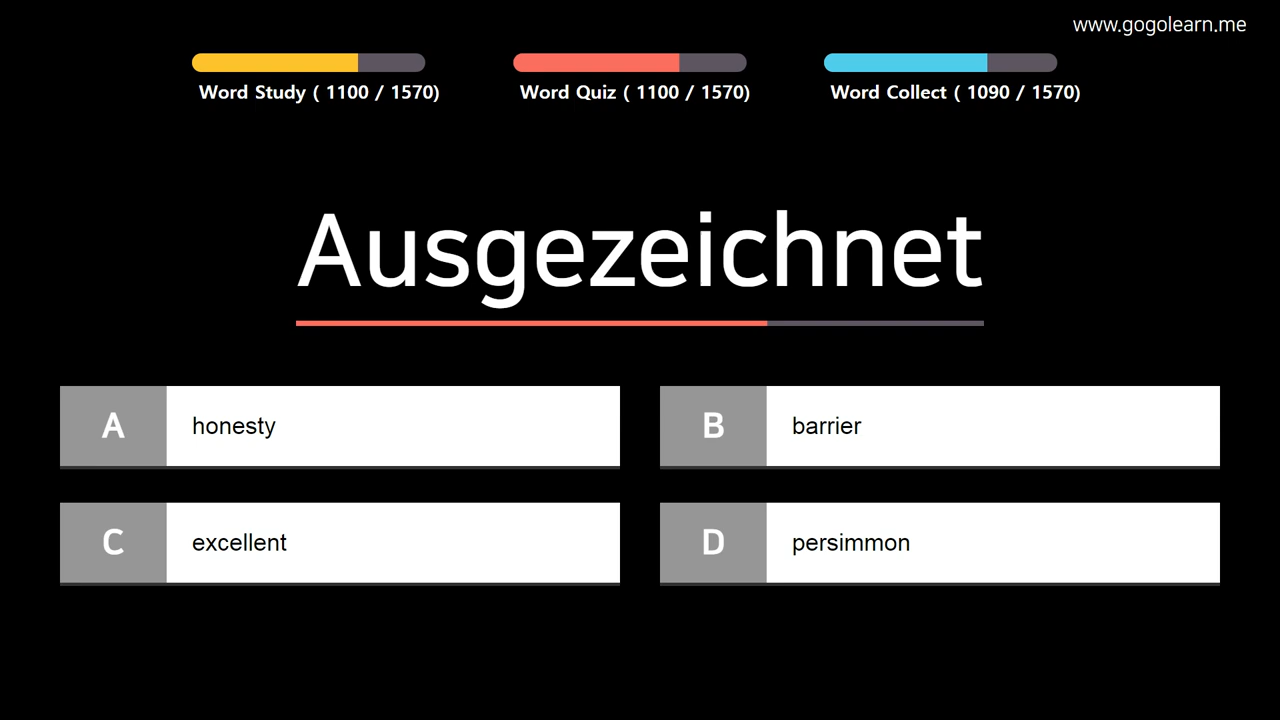 www.gogolearn.me
Word Study ( 1100 / 1570)
Word Quiz ( 1100 / 1570)
Word Collect ( 1090 / 1570)
Ausgezeichnet
A honesty
B barrier
C excellent
D persimmon